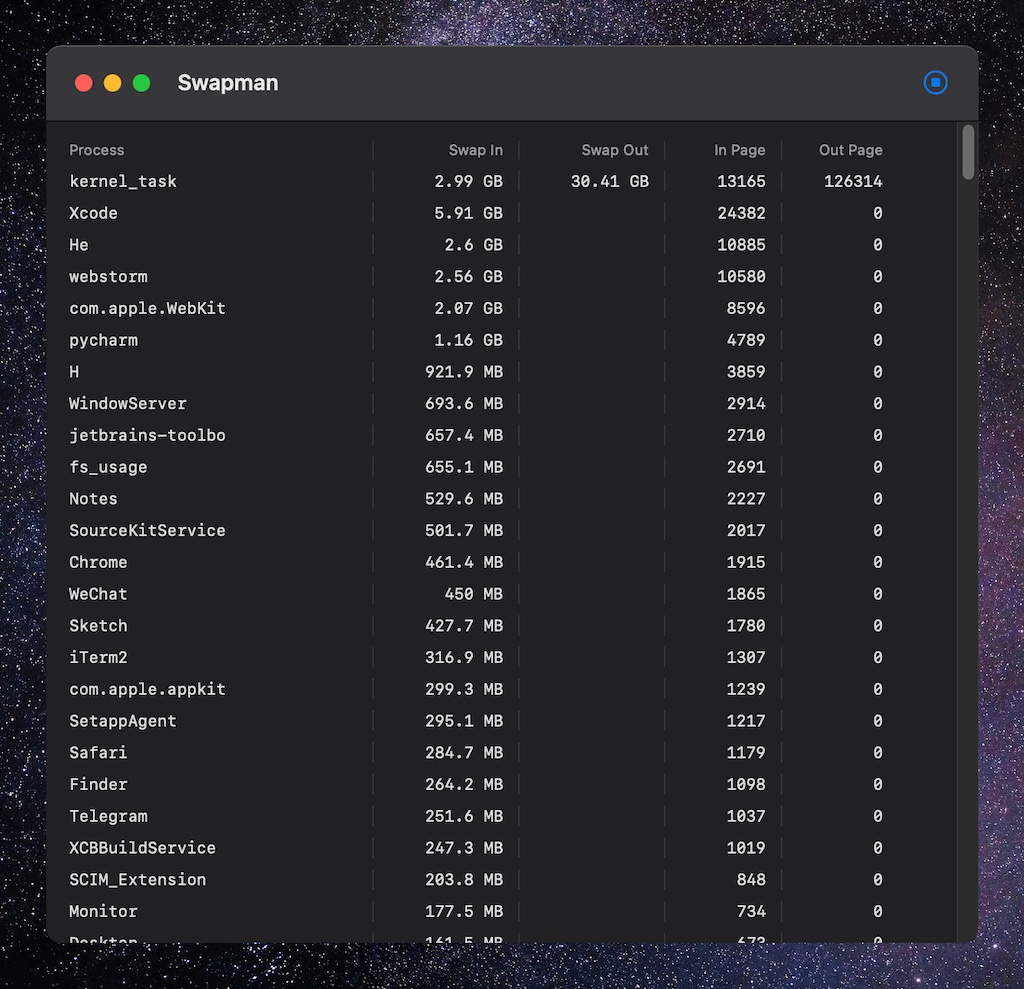 Swapman
Process Swap In Swap Out In Page Out Page
kernel_task 2.99 GB 30.41 GB 13165 126314
Xcode 5.91 GB 24382 0
He 2.6 GB 10885 0
webstorm 2.56 GB 10580 0
com.apple.WebKit 2.07 GB 8596 0
pycharm 1.16 GB 4789 0
H 921.9 MB 3859 0
WindowServer 693.6 MB 2914 0
jetbrains-toolbo 657.4 MB 2710 0
fs_usage 655.1 MB 2691 0
Notes 529.6 MB 2227 0
SourceKitService 501.7 MB 2017 0
Chrome 461.4 MB 1915 0
WeChat 450 MB 1865 0
Sketch 427.7 MB 1780 0
iTerm2 316.9 MB 1307 0
com.apple.appkit 299.3 MB 1239 0
SetappAgent 295.1 MB 1217 0
Safari 284.7 MB 1179 0
Finder 264.2 MB 1098 0
Telegram 251.6 MB 1037 0
XCBBuildService 247.3 MB 1019 0
SCIM_Extension 203.8 MB 848 0
Monitor 177.5 MB 734 0
Desktop 161.5 MB 673 0